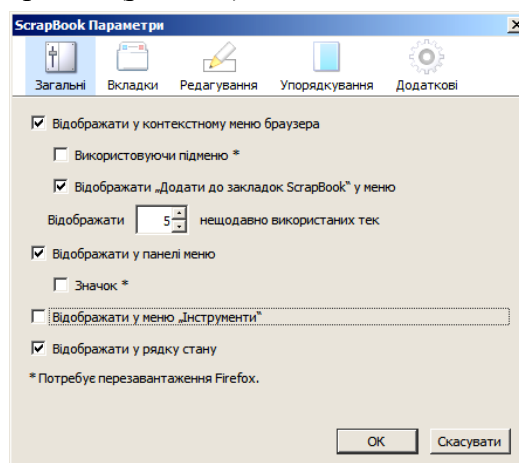 ScrapBook Параметри
Загальні Вкладки Редагування Упорядкування Додаткові
Відображати у контекстному меню браузера
Використовуючи підменю *
Відображати „Додати до закладок ScrapBook“ у меню
Відображати 5 нещодавно використаних тек
Відображати у панелі меню
Значок *
Відображати у меню „Інструменти“
Відображати у рядку стану
* Потребує перезавантаження Firefox.
OK Скасувати